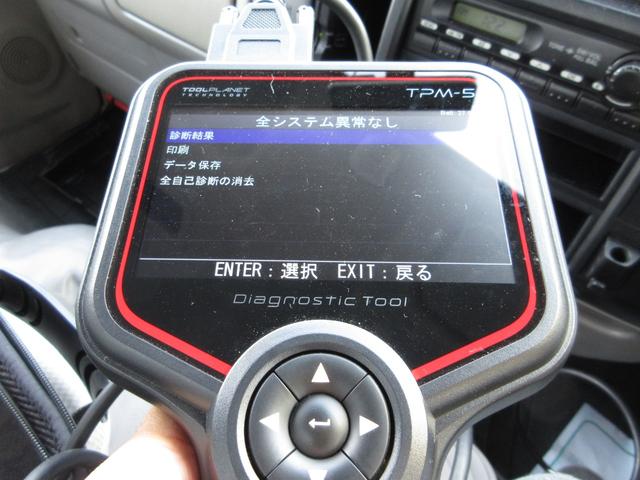 TOOLPLANET
TECHNOLOGY
TPM-5
全システム異常なし
診断結果
印刷
データ保存
全自己診断の消去
ENTER：選択 EXIT：戻る
Diagnostic Tool